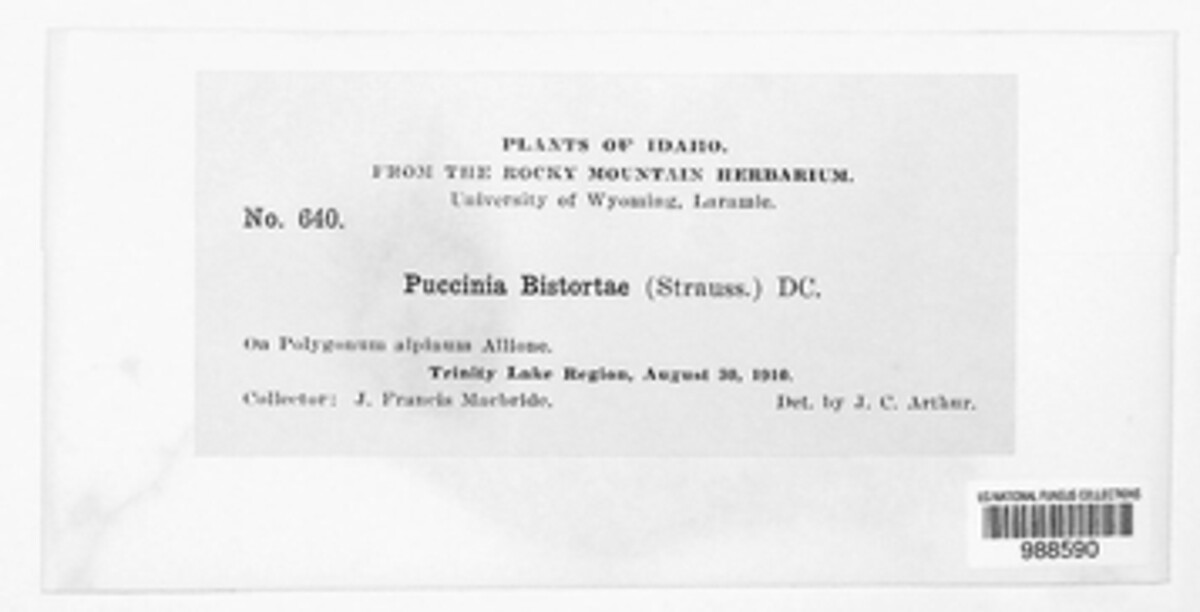 PLANTS OF IDAHO.
FROM THE ROCKY MOUNTAIN HERBARIUM.
University of Wyoming, Laramie.
No. 640.
Puccinia Bistortae (Strauss.) DC.
On Polygonum alpinum Allione.
Trinity Lake Region, August 30, 1910.
Collector: J. Francis Macbride.
Det. by J. C. Arthur.
US NATIONAL FUNGUS COLLECTIONS
988590